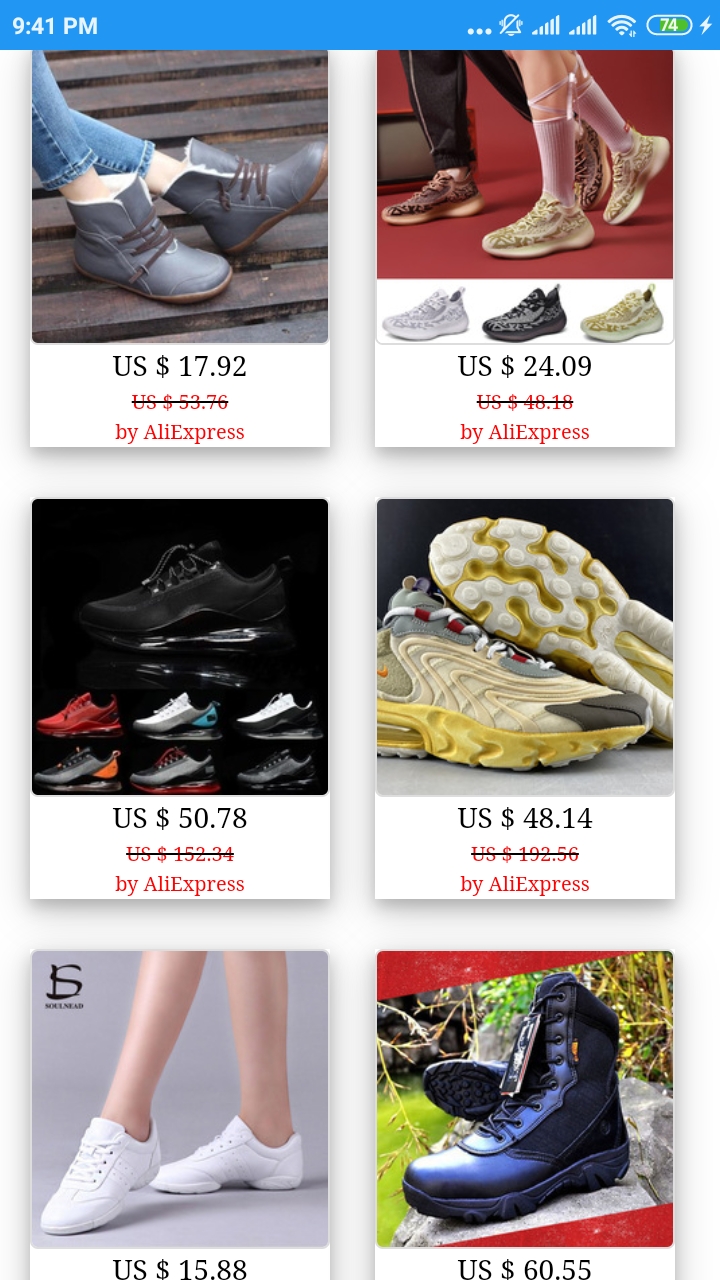 9:41 PM
74
US $ 17.92
US $ 53.76
by AliExpress
US $ 24.09
US $ 48.18
by AliExpress
US $ 50.78
US $ 152.34
by AliExpress
US $ 48.14
US $ 192.56
by AliExpress
SOULNEAD
US $ 15.88
US $ 60.55